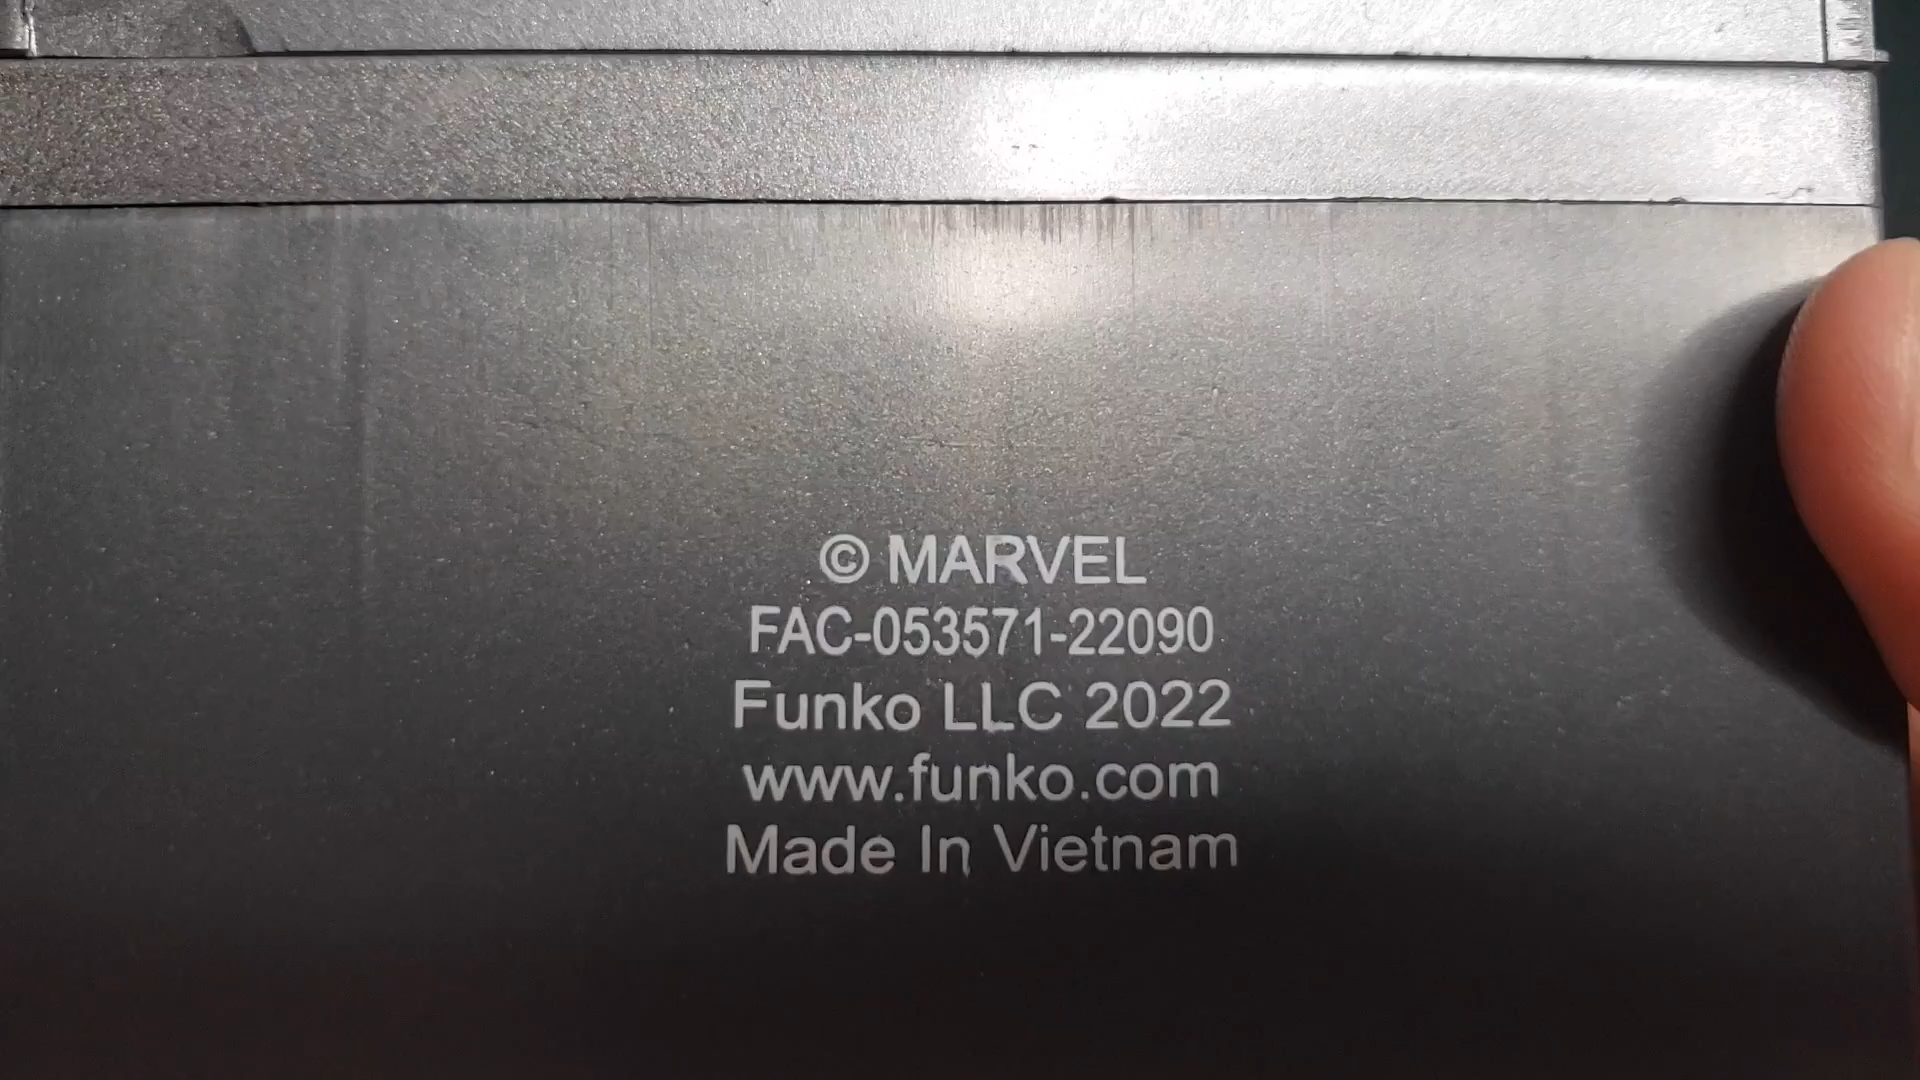 © MARVEL
FAC-053571-22090
Funko LLC 2022
www.funko.com
Made In Vietnam